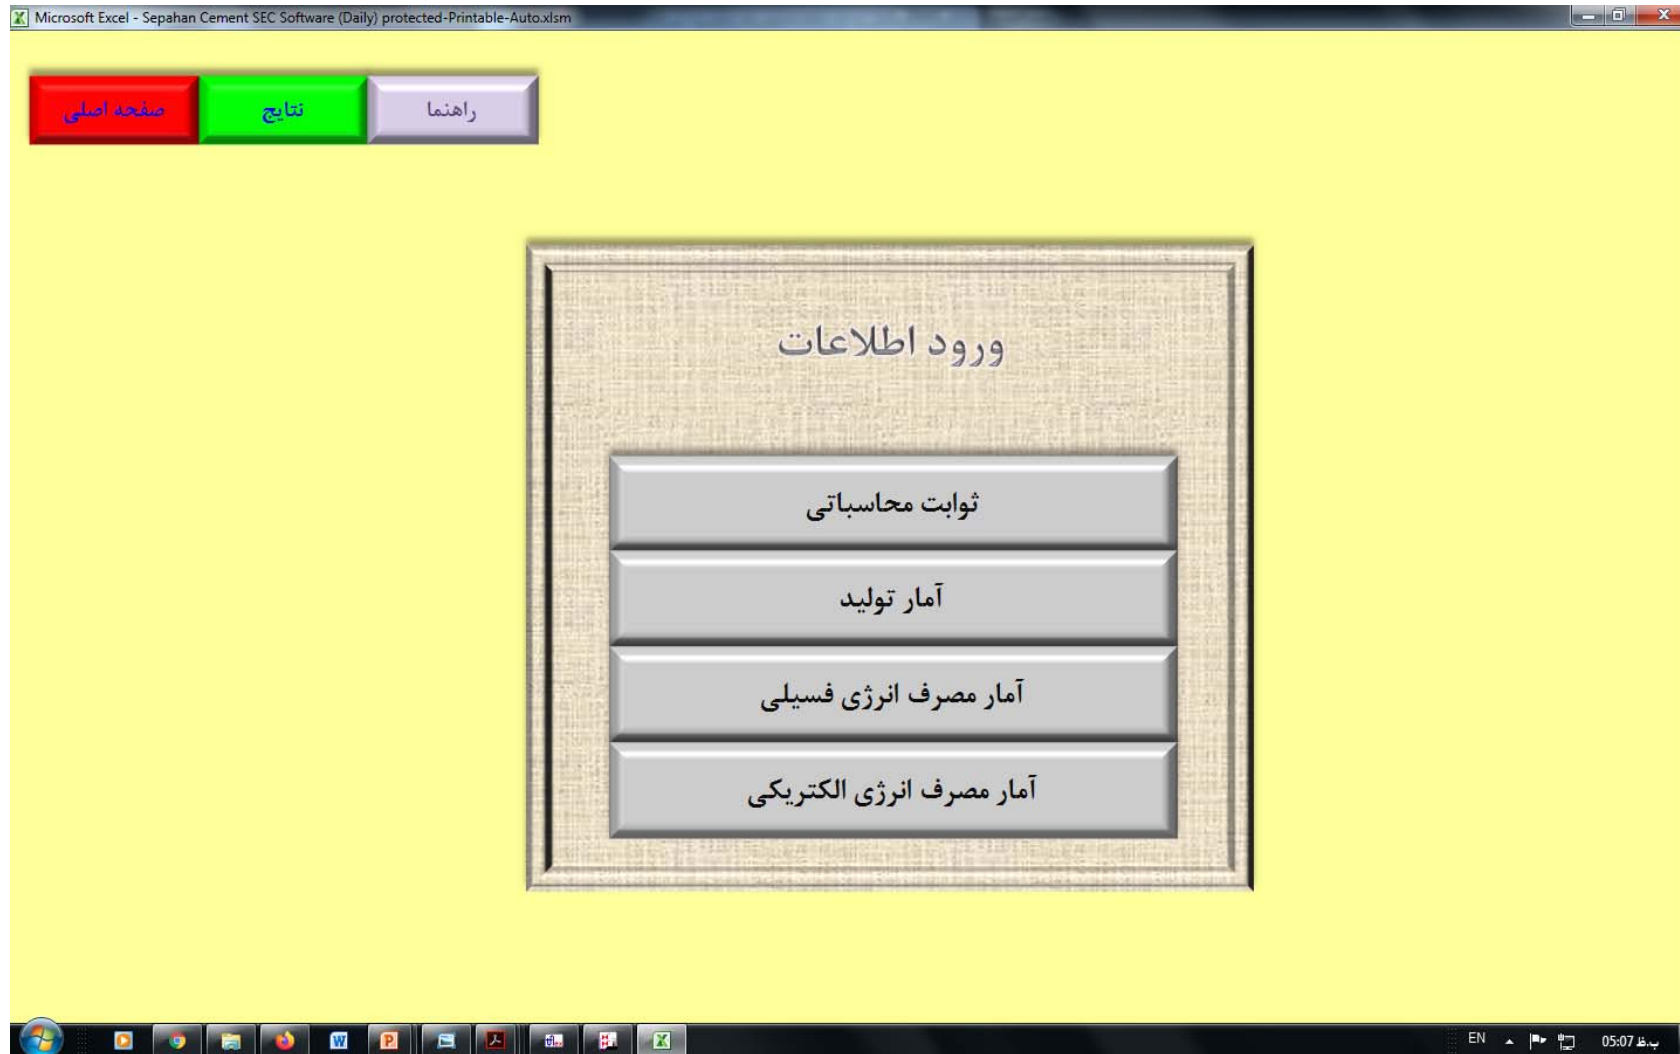 Microsoft Excel - Sepahan Cement SEC Software (Daily) protected-Printable-Auto.xlsm
صفحه اصلی
نتایج
راهنما
ورود اطلاعات
ثوابت محاسباتی
آمار تولید
آمار مصرف انرژی فسیلی
آمار مصرف انرژی الکتریکی
EN
05:07 ب.ظ